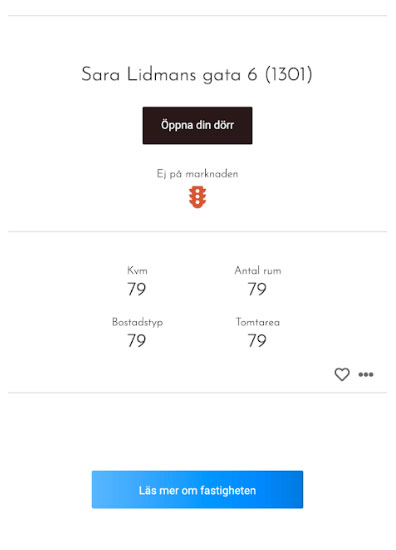 Sara Lidmans gata 6 (1301)
Öppna din dörr
Ej på marknaden
Kvm Antal rum
79 79
Bostadstyp Tomtarea
79 79
Läs mer om fastigheten